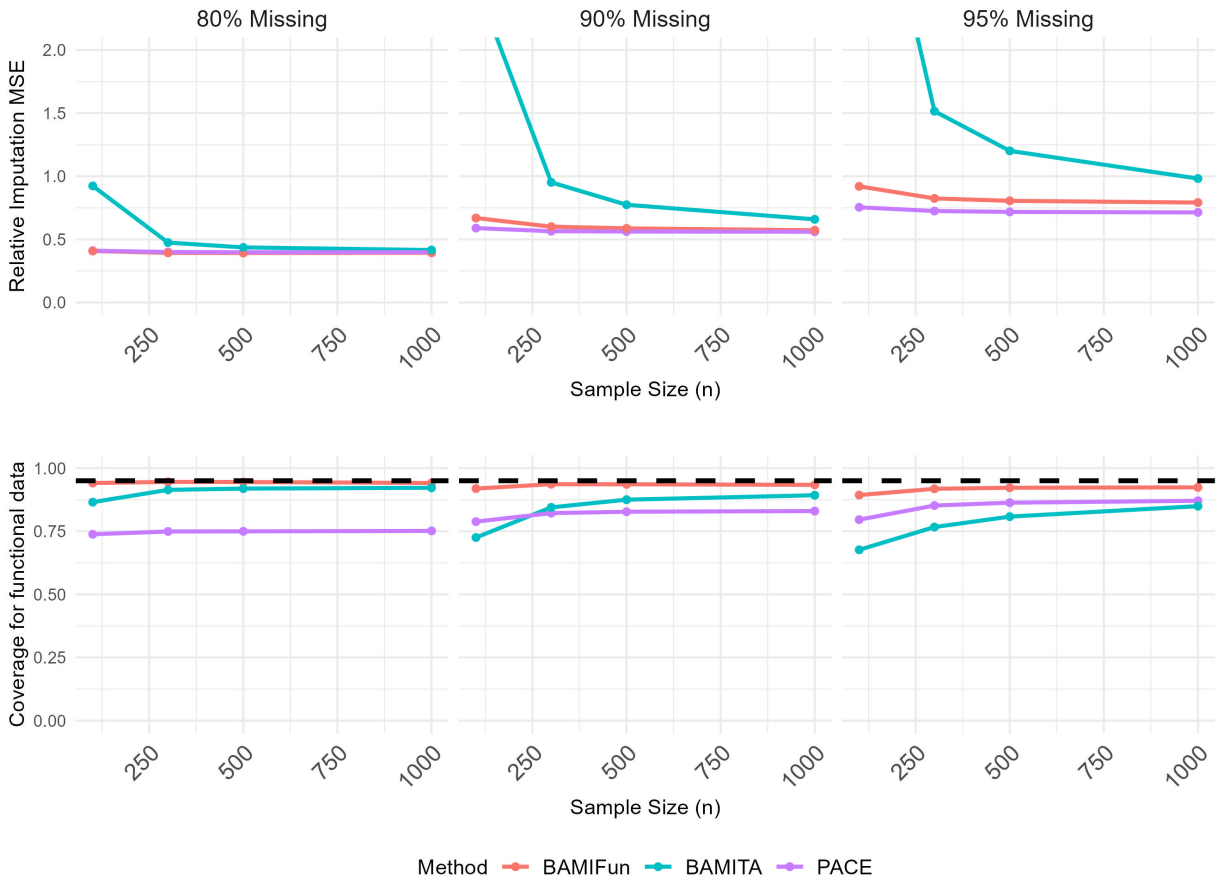 80% Missing 90% Missing 95% Missing
Relative Imputation MSE
2.0
1.5
1.0
0.5
0.0
250 500 750 1000 250 500 750 1000 250 500 750 1000
Sample Size (n)
Coverage for functional data
1.00
0.75
0.50
0.25
0.00
250 500 750 1000 250 500 750 1000 250 500 750 1000
Sample Size (n)
Method BAMIFun BAMITA PACE